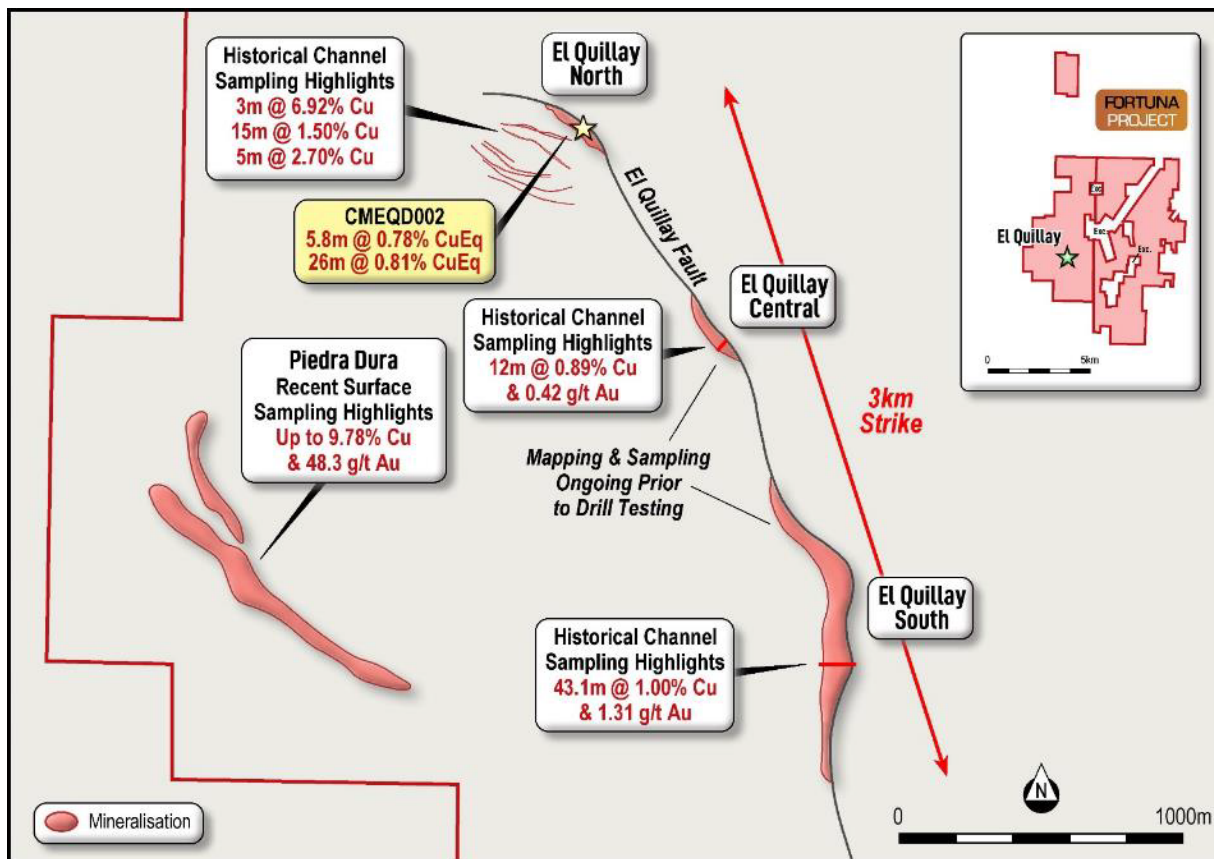 Historical Channel
Sampling Highlights
3m @ 6.92% Cu
15m @ 1.50% Cu
5m @ 2.70% Cu
El Quillay
North
CMEQD002
5.8m @ 0.78% CuEq
26m @ 0.81% CuEq
El Quillay Fault
El Quillay
Central
Historical Channel
Sampling Highlights
12m @ 0.89% Cu
& 0.42 g/t Au
Piedra Dura
Recent Surface
Sampling Highlights
Up to 9.78% Cu
& 48.3 g/t Au
3km
Strike
Mapping & Sampling
Ongoing Prior
to Drill Testing
El Quillay
South
Historical Channel
Sampling Highlights
43.1m @ 1.00% Cu
& 1.31 g/t Au
Mineralisation
N
0 1000m
FORTUNA
PROJECT
Exc
Exc.
Exc.
El Quillay
0 5km